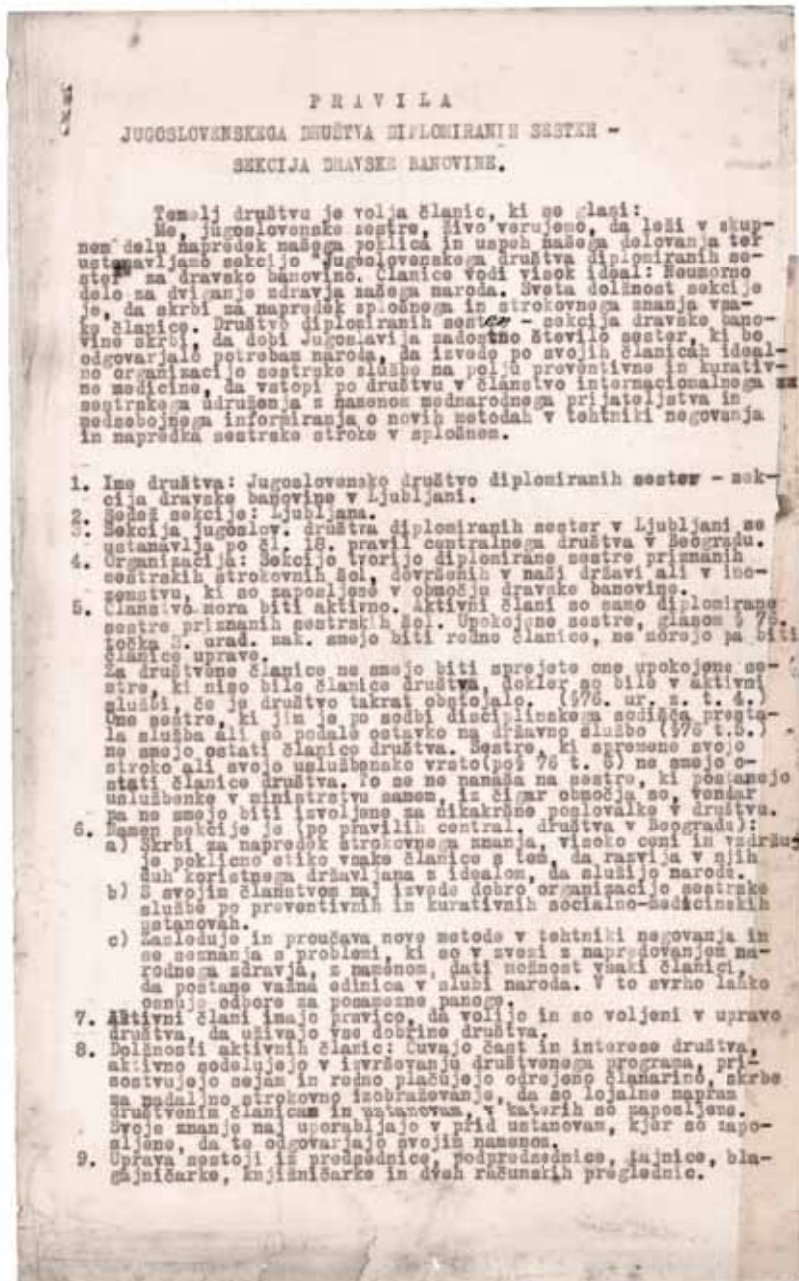 PRAVILA
JUGOSLOVENSKEGA DRUŠTVA DIPLOMIRANIH SESTER -
SEKCIJA DRAVSKE BANOVINE.
Temelj društvu je volja članic, ki se glasi:
Me, jugoslovenske sestre, živo verujemo, da leži v skup-
nem delu napredek našega poklica in uspeh našega delovanja ter
ustanavljamo sekcijo "Jugoslovenskega društva diplomiranih se-
ster" za dravsko banovino. Članice vodi visok ideal: Neumorno
delo za dviganje zdravja našega naroda. Sveta dolžnost sekcije
je, da skrbi za napredek splošnega in strokovnega znanja vsa-
ke članice. Društvo diplomiranih sester - sekcija dravske bano-
vine skrbi, da dobi Jugoslavija zadostno število sester, ki bo
odgovarjalo potrebam naroda, da izvede po svojih članicah ideal-
no organizacijo sestrske službe na polju preventivne in kurativ-
ne medicine, da vstopi po društvu v članstvo internacionalnega
sestrskega udruženja z namenom mednarodnega prijateljstva in
medsebojnega informiranja o novih metodah v tehtniki negovanja
in napredka sestrske stroke v splošnem.
1. Ime društva: Jugoslovensko društvo diplomiranih sester - sek-
cija dravske banovine v Ljubljani.
2. Sedež sekcije: Ljubljana.
3. Sekcija jugoslov. društva diplomiranih sester v Ljubljani se
ustanavlja po čl. 18. pravil centralnega društva v Beogradu.
4. Organizacija: Sekcijo tvorijo diplomirane sestre priznanih
sestrskih strokovnih šol, dovršenih v naši državi ali v ino-
zemstvu, ki so zaposljene v območju dravske banovine.
5. Članstvo mora biti aktivno. Aktivni člani so samo diplomirane
sestre priznanih sestrskih šol. Upokojene sestre, glasom § 76.
točka 3. urad. zak. smejo biti redne članice, ne morejo pa biti
članice uprave.
Za društvene članice ne smejo biti sprejete one upokojene se-
stre, ki niso bile članice društva, dokler so bile v aktivni
službi, če je društvo takrat obstojalo. (§76. ur. z. t. 4.)
One sestre, ki jim je po sodbi disciplinskega sodišča presta-
la služba ali so podale ostavko na državno službo (§76 t.5.)
ne smejo ostati članice društva. Sestre, ki spremene svojo
stroko ali svojo uslužbensko vrsto(po§ 76 t. 6) ne smejo o-
stati članice društva. To se ne nanaša na sestre, ki postanejo
uslužbenke v ministrstvu samem, iz čigar območja so, vendar
pa ne smejo biti izvoljene za nikakršne poslovalke v društvu.
6. Namen sekcije je (po pravilih central. društva v Beogradu):
a) Skrbi za napredek strokovnega znanja, visoko ceni in vzdržu-
je poklicno etiko vsake članice s tem, da razvija v njih
duh koristnega državljana z idealom, da služijo narodu.
b) S svojim članstvom naj izvede dobro organizacijo sestrske
službe po preventivnih in kurativnih socialno-medicinskih
ustanovah.
c) Zasleduje in proučava nove metode v tehtniki negovanja in
se seznanja s problemi, ki so v zvezi z napredovanjem na-
rodnega zdravja, z namenom, dati možnost vsaki članici,
da postane važna edinica v slubi naroda. V to svrho lahko
osnuje odbore za posamezne panoge.
7. Aktivni člani imajo pravico, da volijo in so voljeni v upravo
društva, da uživajo vse dobrine društva.
8. Dolžnosti aktivnih članic: Čuvajo čast in interese društva,
aktivno sodelujejo v izvrševanju društvenega programa, pri-
sostvujejo sejam in redno plačujejo odrejeno članarino, skrbe
za nadaljno strokovno izobraževanje, da so lojalne napram
društvenim članicam in ustanovam, v katerih so zaposljene.
Svoje znanje naj uporabljajo v prid ustanovam, kjer so zapo-
sljene, da te odgovarjajo svojim namenom.
9. Uprava sestoji iz predsednice, podpredsednice, tajnice, bla-
gajničarke, knjižničarke in dveh računskih preglednic.